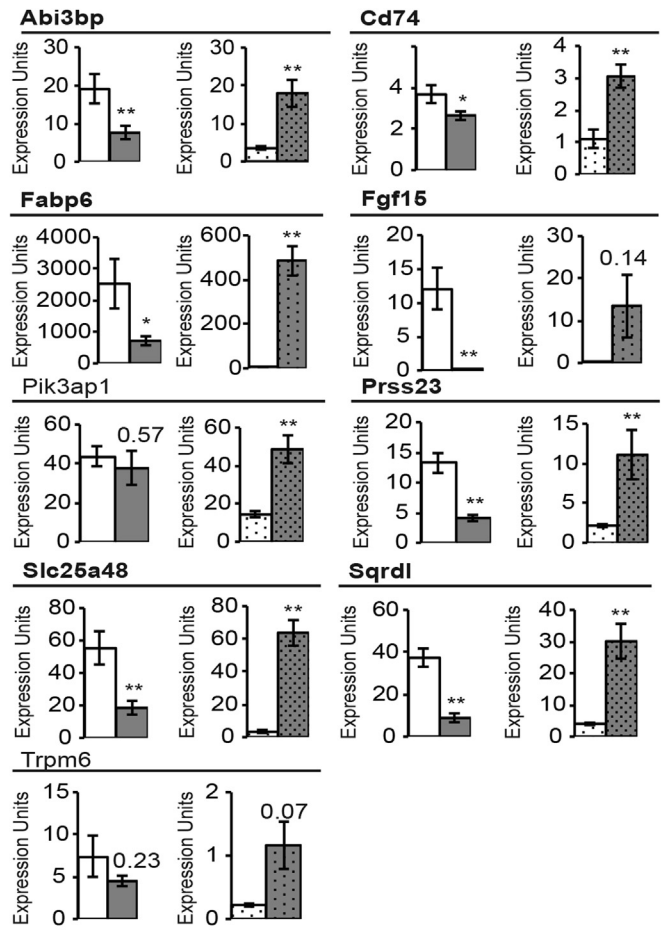 Abi3bp Cd74
Expression Units 30 20 10 0 ** Expression Units 30 20 10 0 ** Expression Units 6 4 2 0 * Expression Units 4 3 2 1 0 **
Fabp6 Fgf15
Expression Units 4000 3000 2000 1000 0 * Expression Units 600 400 200 0 ** Expression Units 20 15 10 5 0 ** Expression Units 30 20 10 0 0.14
Pik3ap1 Prss23
Expression Units 60 40 20 0 0.57 Expression Units 60 40 20 0 ** Expression Units 20 15 10 5 0 ** Expression Units 15 10 5 0 **
Slc25a48 Sqrdl
Expression Units 80 60 40 20 0 ** Expression Units 80 60 40 20 0 ** Expression Units 60 40 20 0 ** Expression Units 40 30 20 10 0 **
Trpm6
Expression Units 15 10 5 0 0.23 Expression Units 2 1 0 0.07